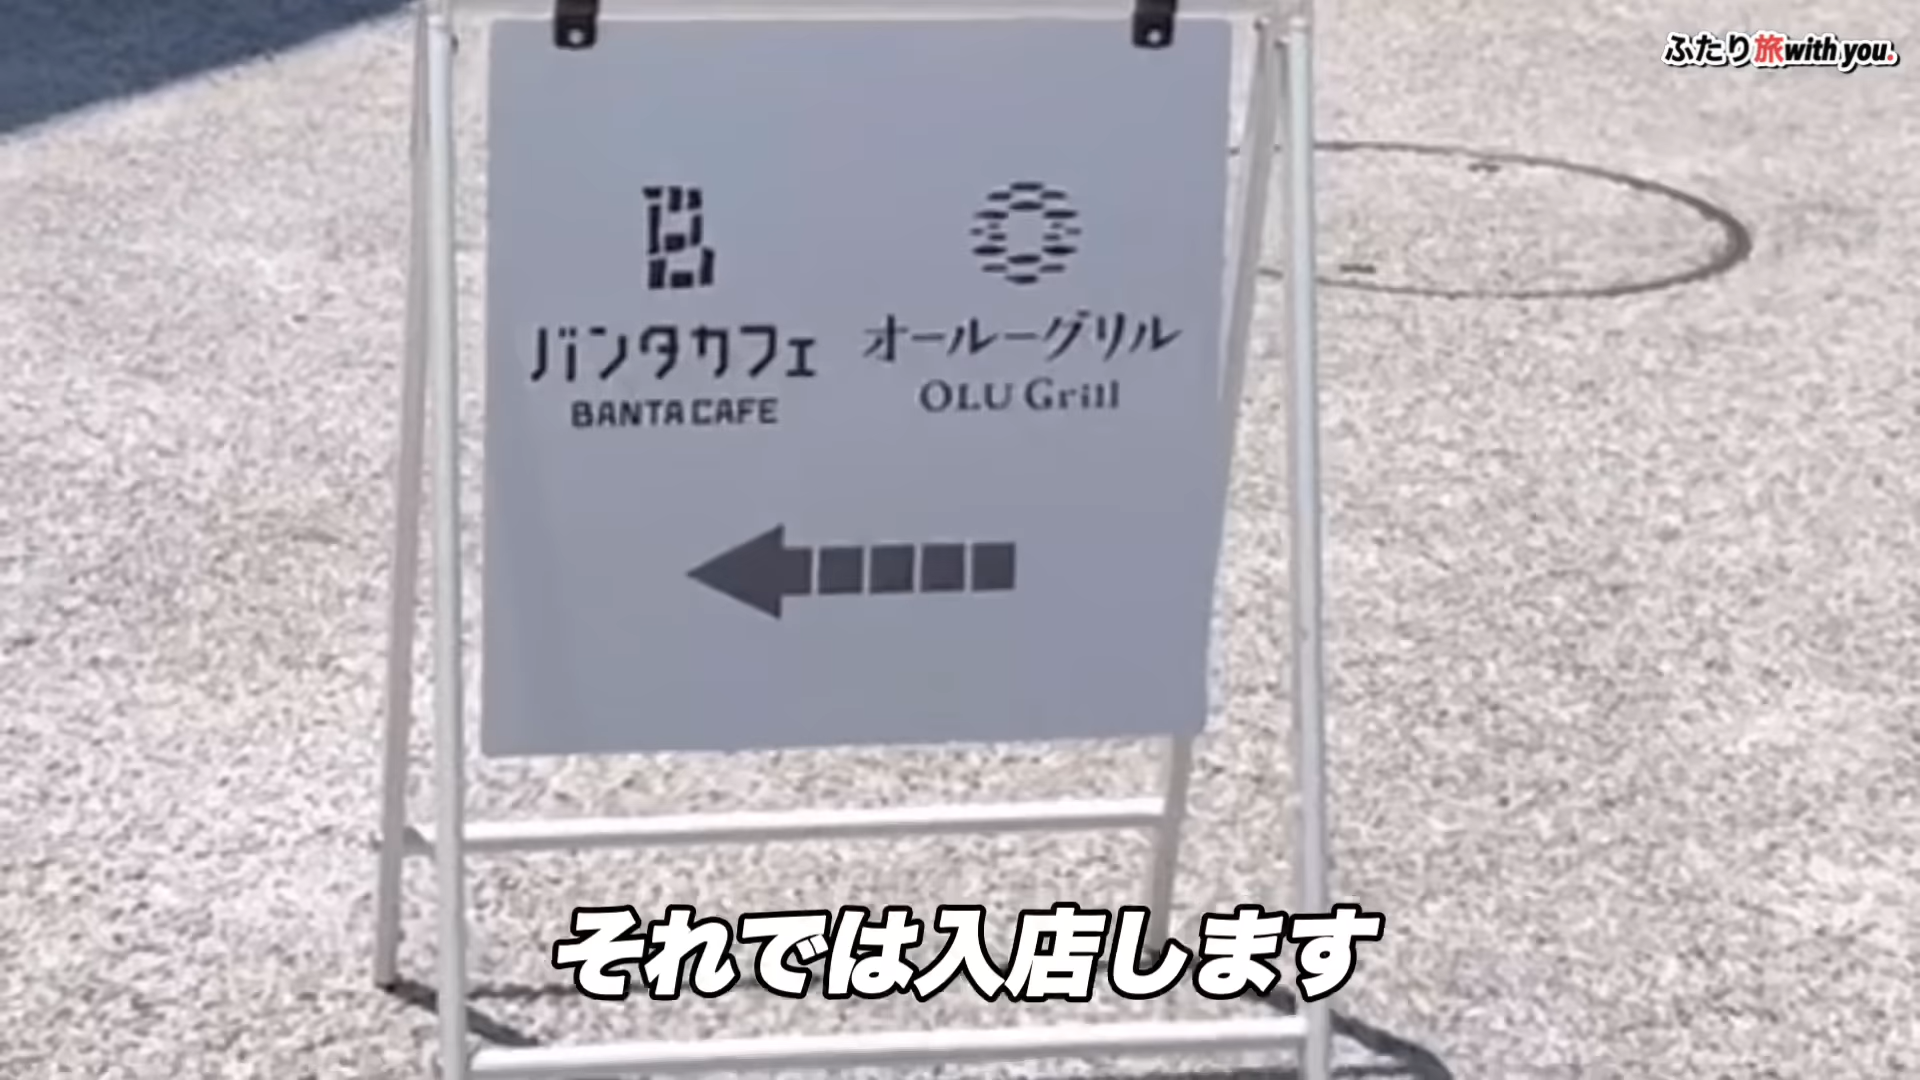 ふたり旅with you.
バンタカフェ
BANTA CAFE
オールーグリル
OLU Grill
それでは入店します